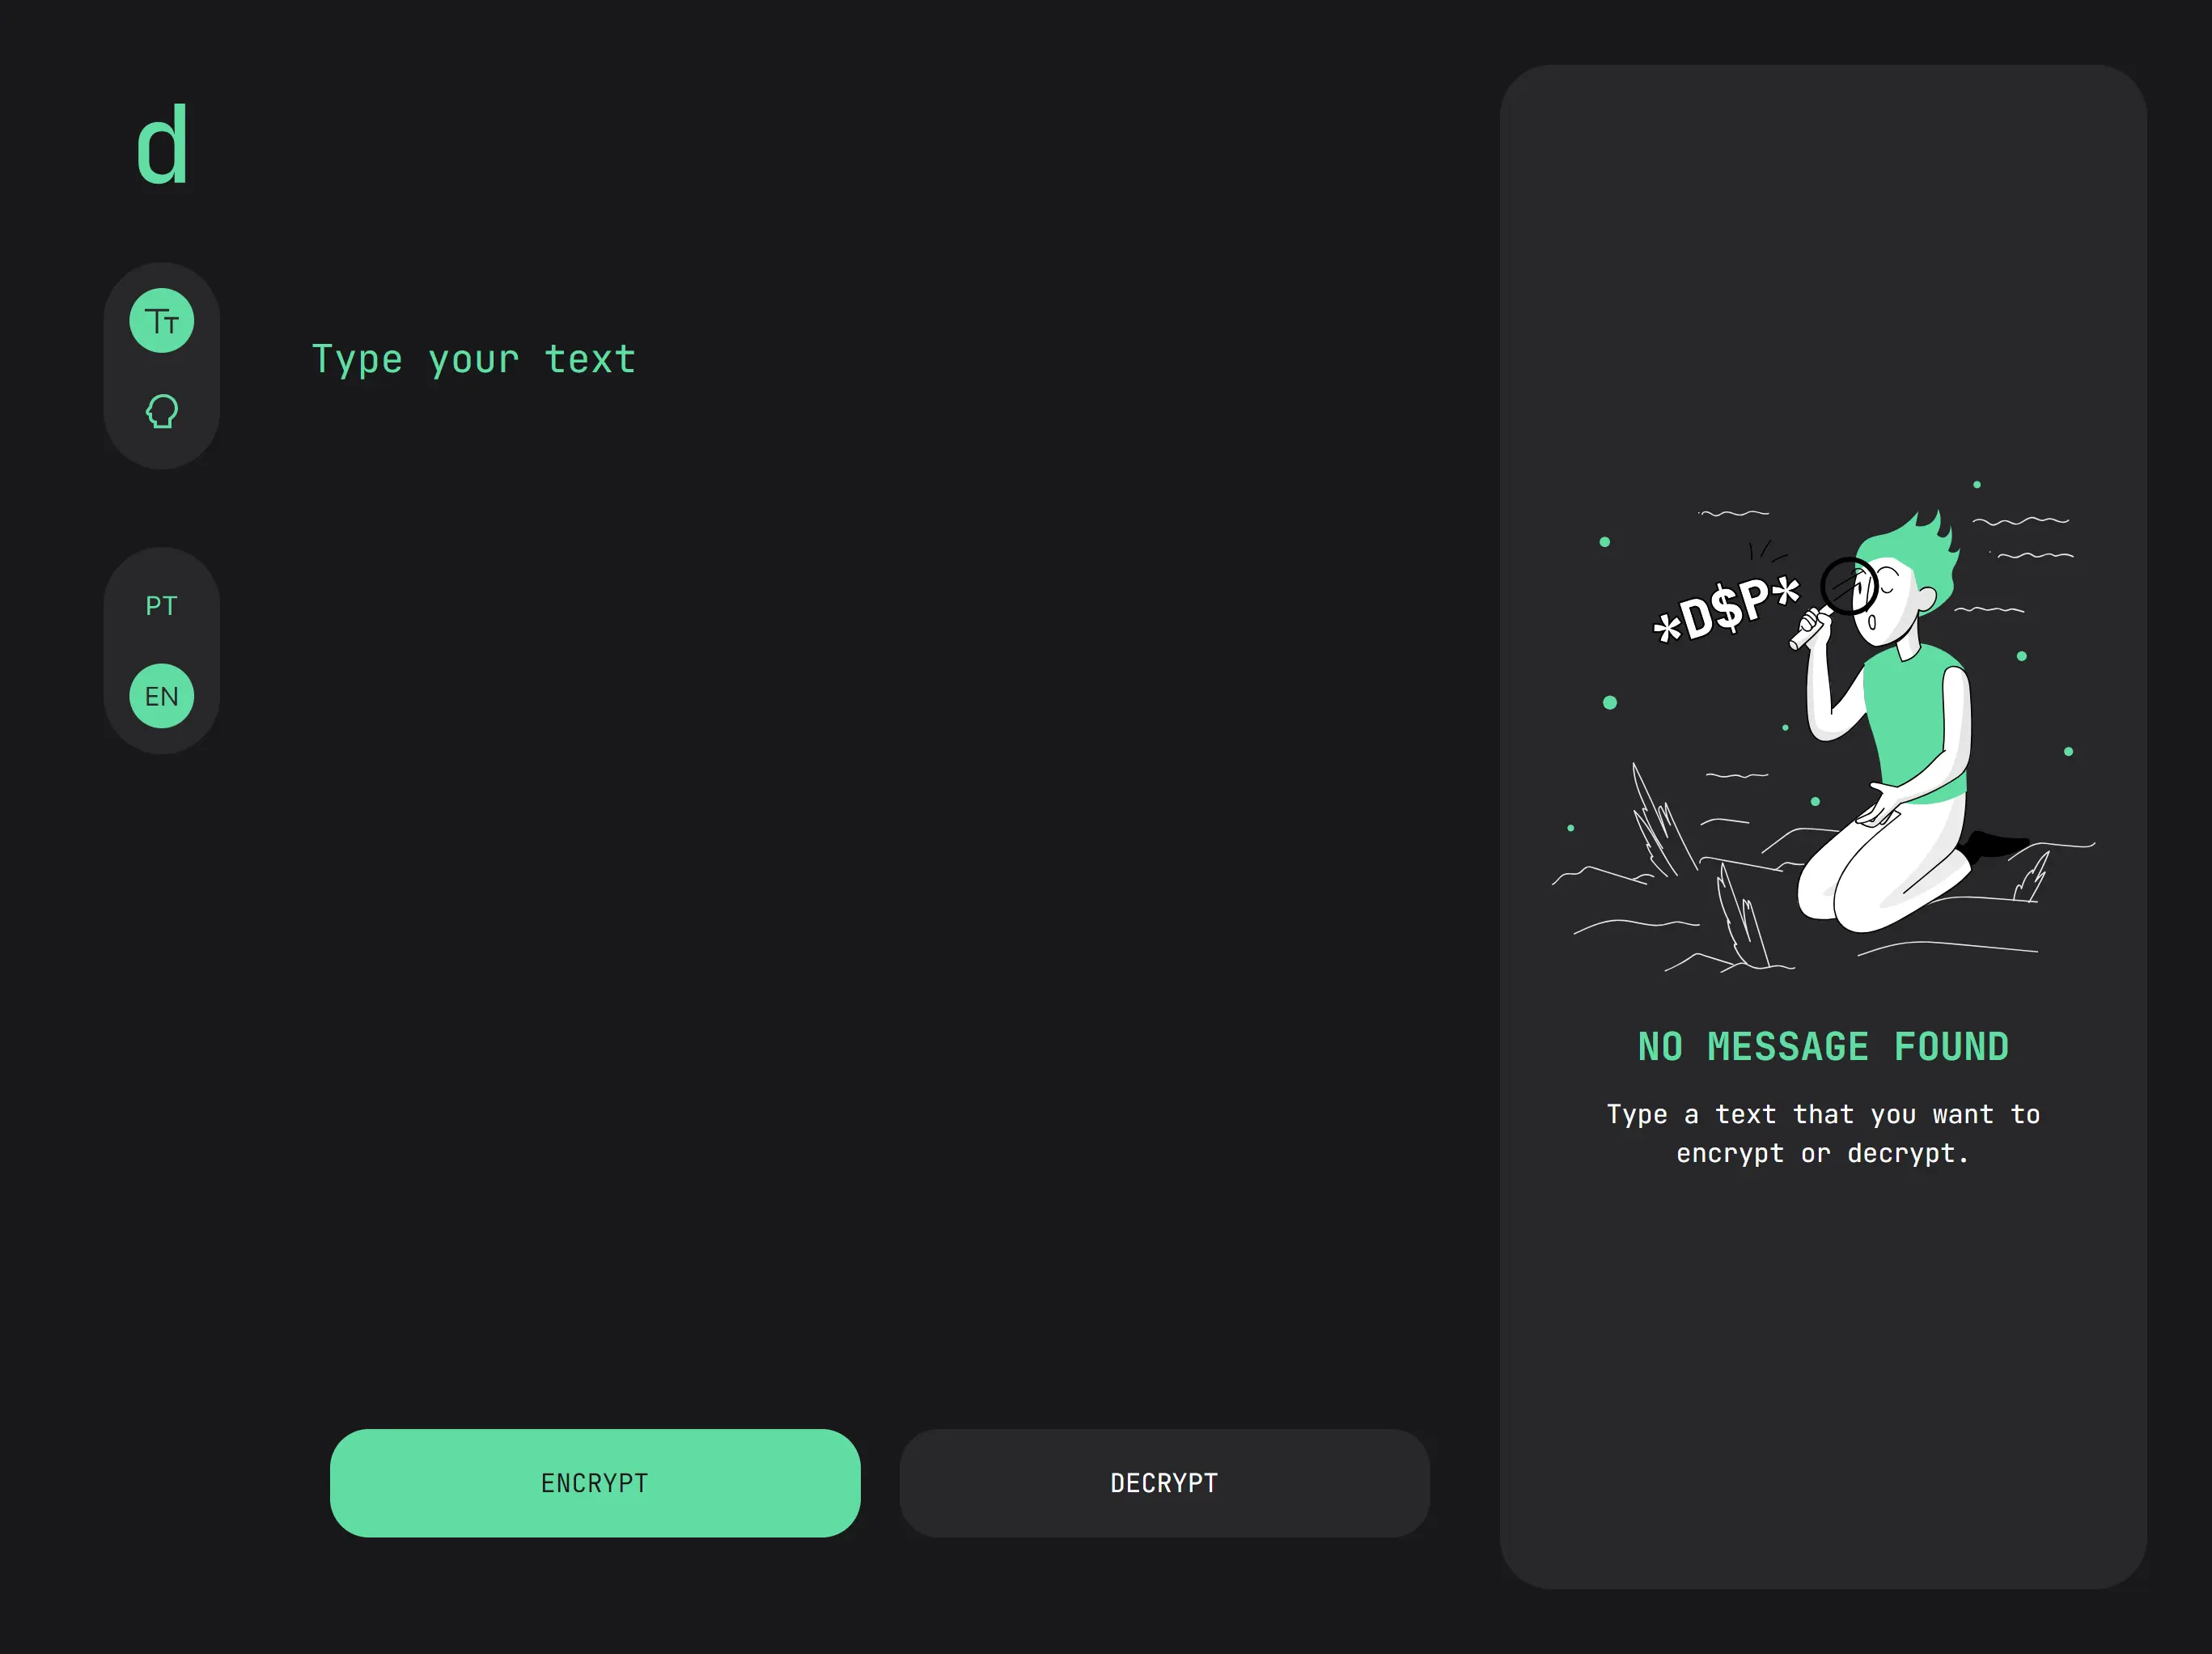 d
Tт
Type your text
PT
EN
*D$P*
NO MESSAGE FOUND
Type a text that you want to
encrypt or decrypt.
ENCRYPT
DECRYPT